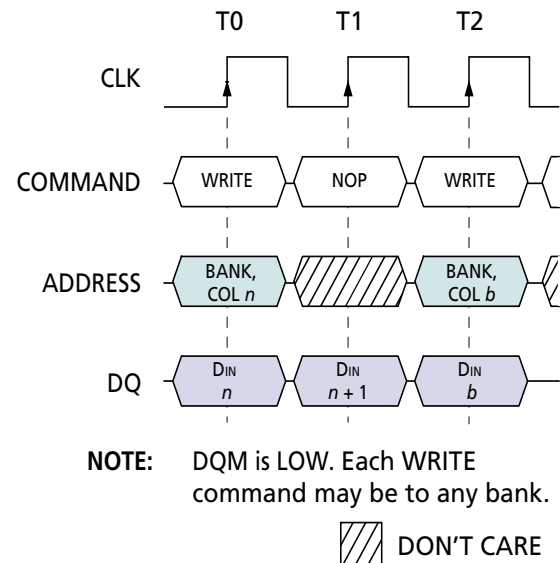 T0 T1 T2
CLK
COMMAND WRITE NOP WRITE
ADDRESS BANK, COL n BANK, COL b
DQ DIN n DIN n + 1 DIN b
NOTE: DQM is LOW. Each WRITE
command may be to any bank.
DON'T CARE